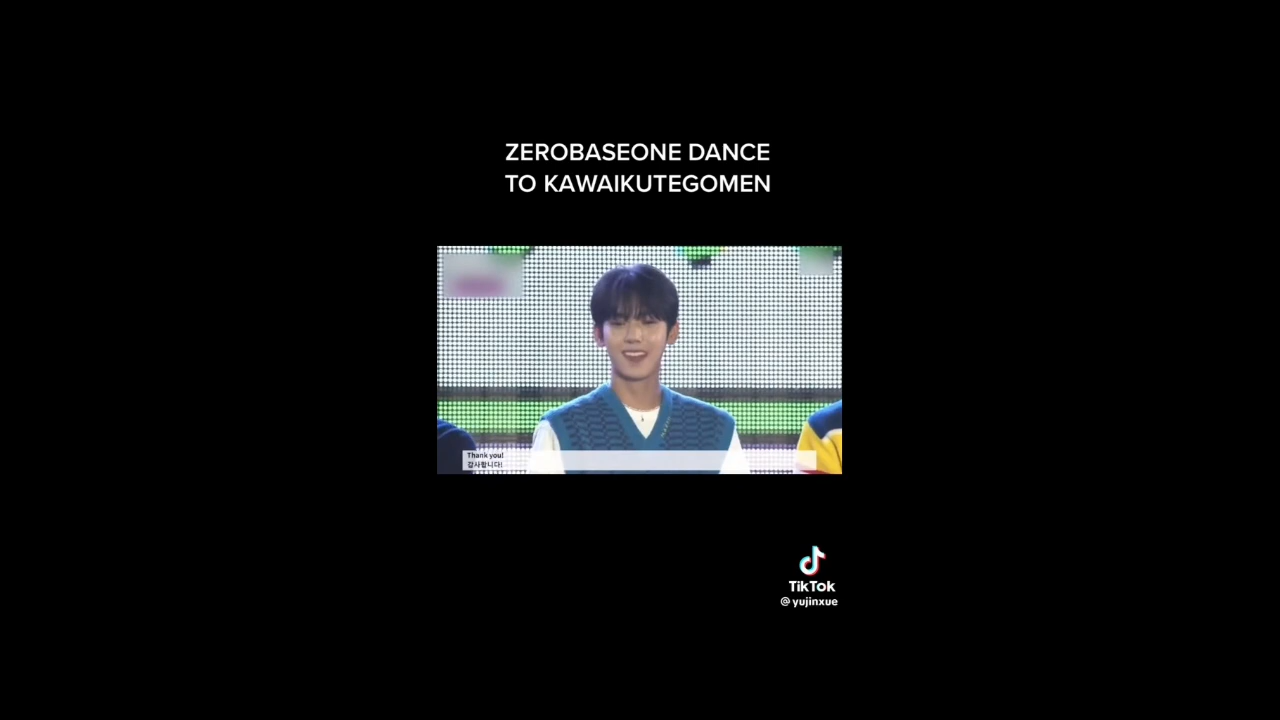 ZEROBASEONE DANCE
TO KAWAIKUTEGOMEN
Thank you!
감사합니다!
TikTok
@yujinxue